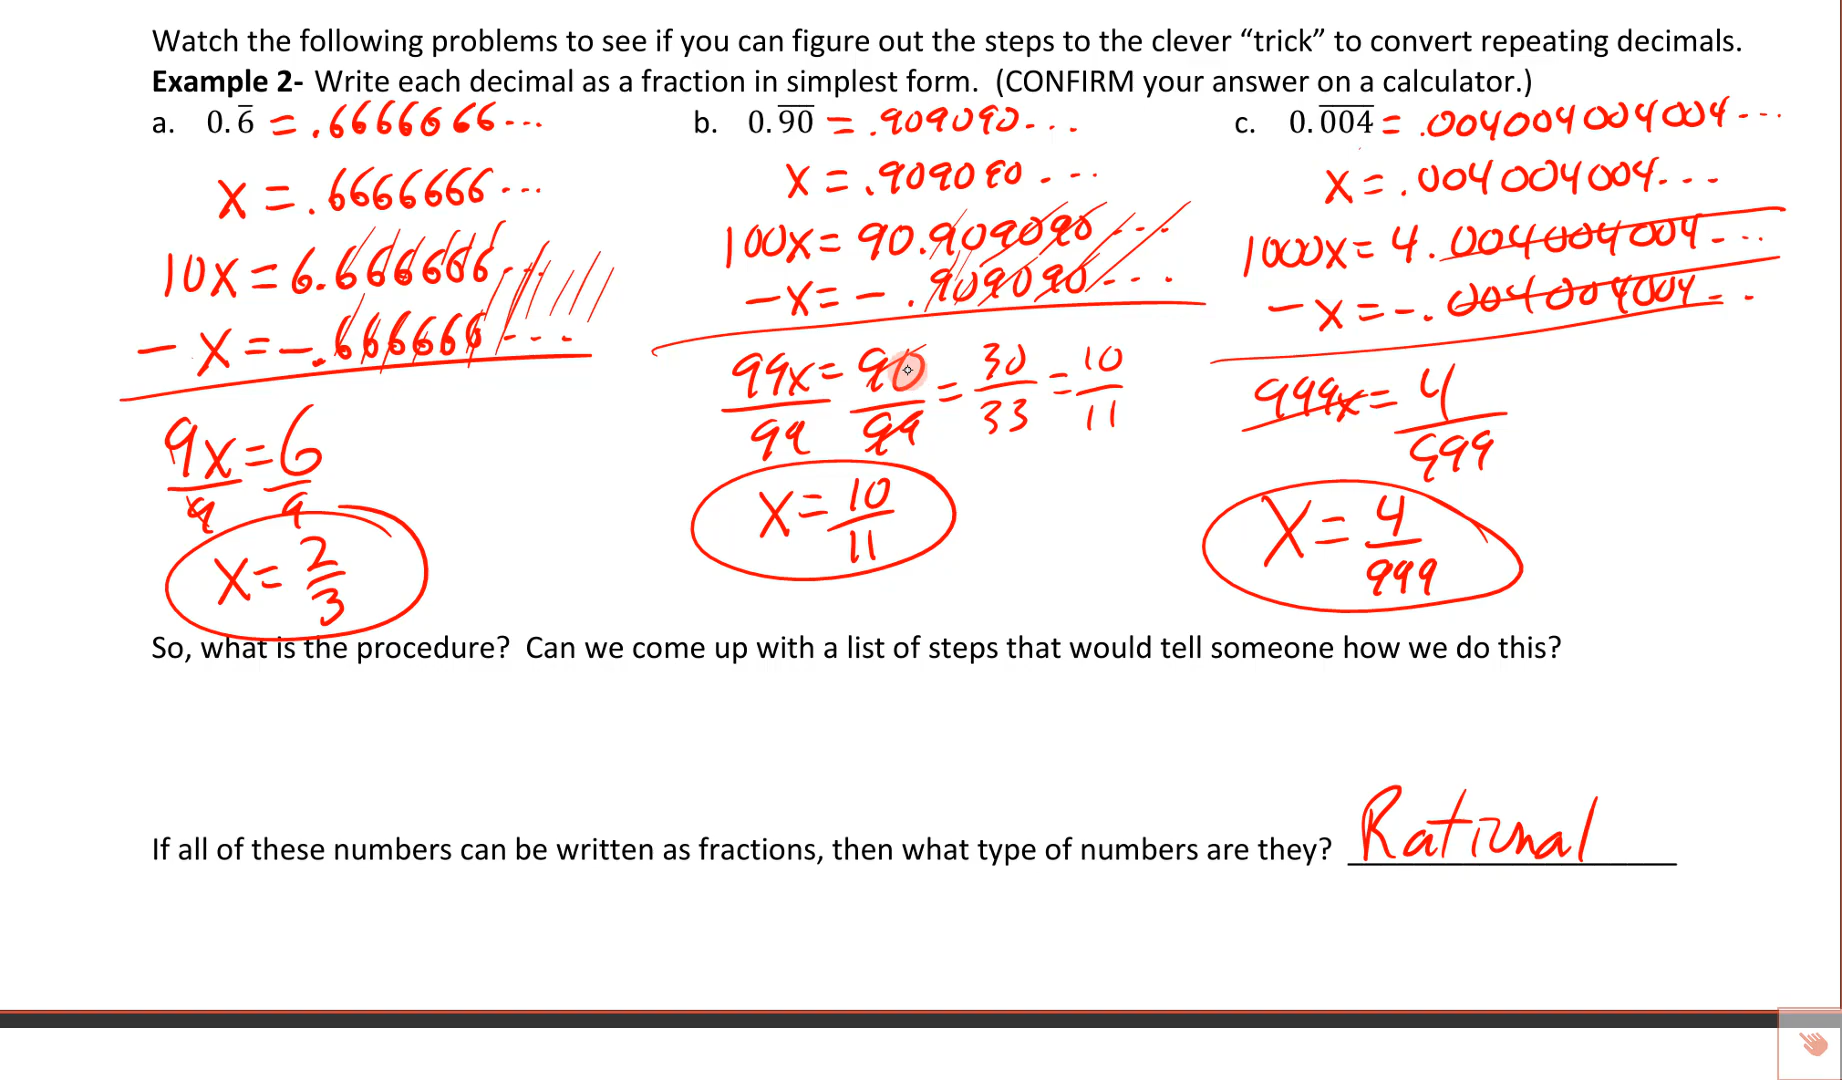 Watch the following problems to see if you can figure out the steps to the clever “trick” to convert repeating decimals.
Example 2- Write each decimal as a fraction in simplest form. (CONFIRM your answer on a calculator.)
a. 0.6̅ = .6666666...
x = .6666666...
10x = 6.666666...
- x = -.666666...
9x = 6
9 9
x = 2/3
b. 0.9̅0̅ = .909090...
x = .909090...
100x = 90.909090...
-x = - .909090...
99x = 90 = 30 = 10
99 99 33 11
x = 10/11
c. 0.0̅0̅4̅ = .004004004004...
x = .004004004...
1000x = 4.004004004...
- x = -.004004004...
999x = 4
999
x = 4/999
So, what is the procedure? Can we come up with a list of steps that would tell someone how we do this?
If all of these numbers can be written as fractions, then what type of numbers are they? Rational